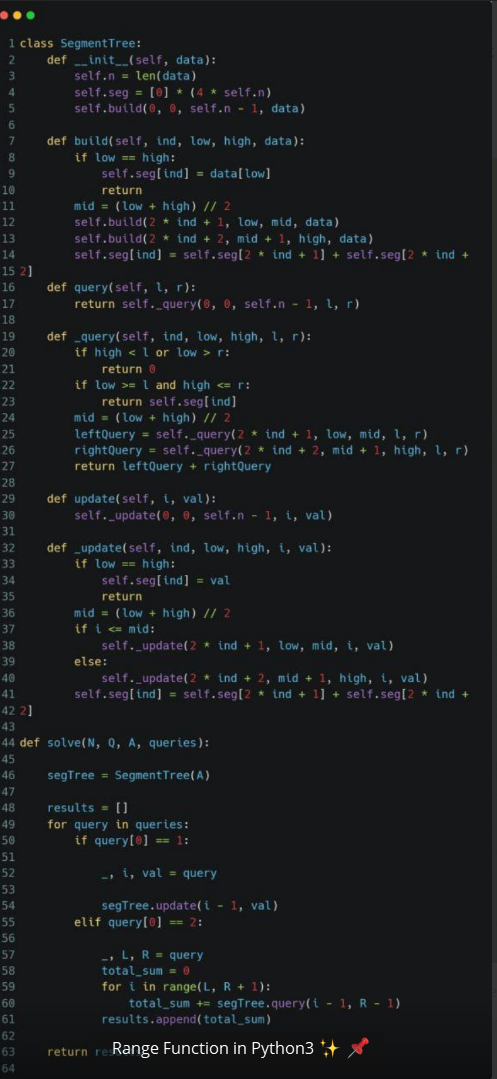 1 class SegmentTree:
2     def __init__(self, data):
3         self.n = len(data)
4         self.seg = [0] * (4 * self.n)
5         self.build(0, 0, self.n - 1, data)
6
7     def build(self, ind, low, high, data):
8         if low == high:
9             self.seg[ind] = data[low]
10             return
11         mid = (low + high) // 2
12         self.build(2 * ind + 1, low, mid, data)
13         self.build(2 * ind + 2, mid + 1, high, data)
14         self.seg[ind] = self.seg[2 * ind + 1] + self.seg[2 * ind +
15 2]
16     def query(self, l, r):
17         return self._query(0, 0, self.n - 1, l, r)
18
19     def _query(self, ind, low, high, l, r):
20         if high < l or low > r:
21             return 0
22         if low >= l and high <= r:
23             return self.seg[ind]
24         mid = (low + high) // 2
25         leftQuery = self._query(2 * ind + 1, low, mid, l, r)
26         rightQuery = self._query(2 * ind + 2, mid + 1, high, l, r)
27         return leftQuery + rightQuery
28
29     def update(self, i, val):
30         self._update(0, 0, self.n - 1, i, val)
31
32     def _update(self, ind, low, high, i, val):
33         if low == high:
34             self.seg[ind] = val
35             return
36         mid = (low + high) // 2
37         if i <= mid:
38             self._update(2 * ind + 1, low, mid, i, val)
39         else:
40             self._update(2 * ind + 2, mid + 1, high, i, val)
41         self.seg[ind] = self.seg[2 * ind + 1] + self.seg[2 * ind +
42 2]
43
44 def solve(N, Q, A, queries):
45
46     segTree = SegmentTree(A)
47
48     results = []
49     for query in queries:
50         if query[0] == 1:
51
52             _, i, val = query
53
54             segTree.update(i - 1, val)
55         elif query[0] == 2:
56
57             _, L, R = query
58             total_sum = 0
59             for i in range(L, R + 1):
60                 total_sum += segTree.query(i - 1, R - 1)
61             results.append(total_sum)
62
63     return
Range Function in Python3 ✨ 📌
64